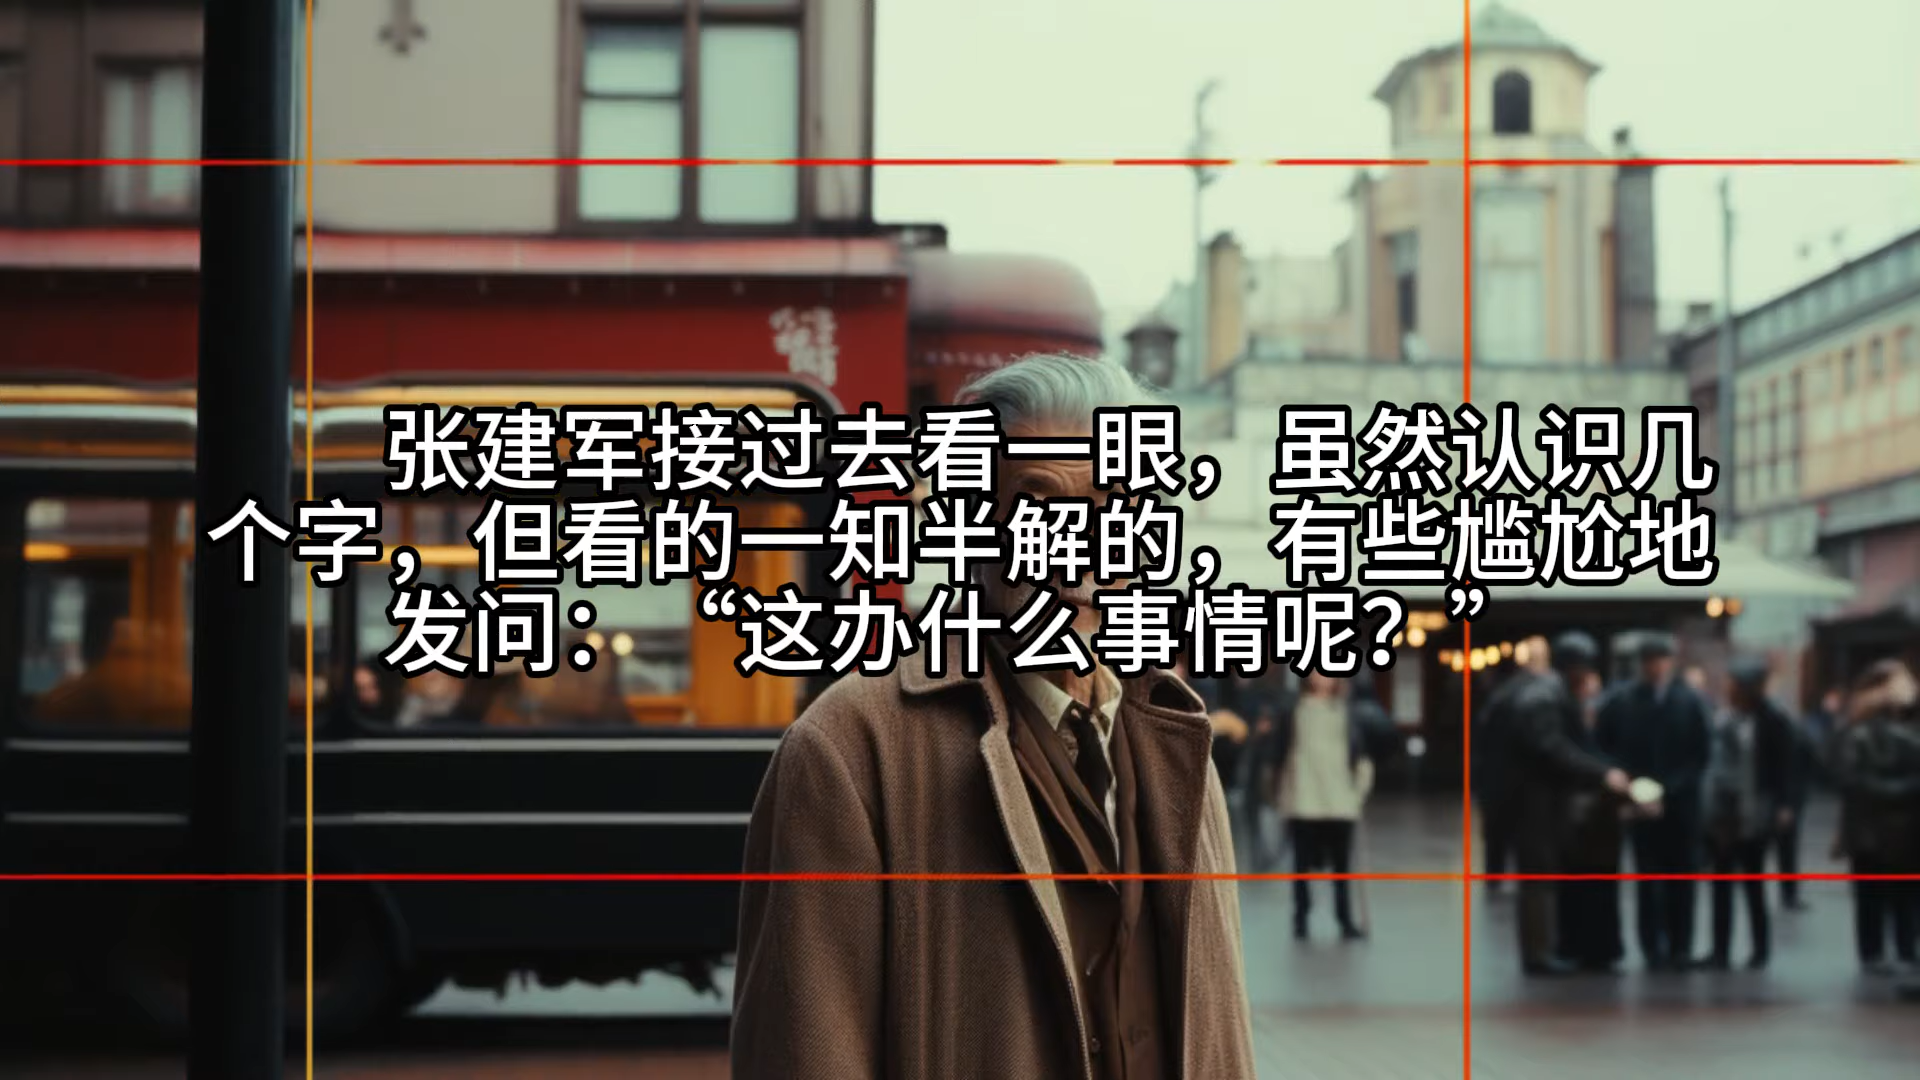 张建军接过去看一眼，虽然认识几
个字，但看的一知半解的，有些尴尬地
发问：“这办什么事情呢？”